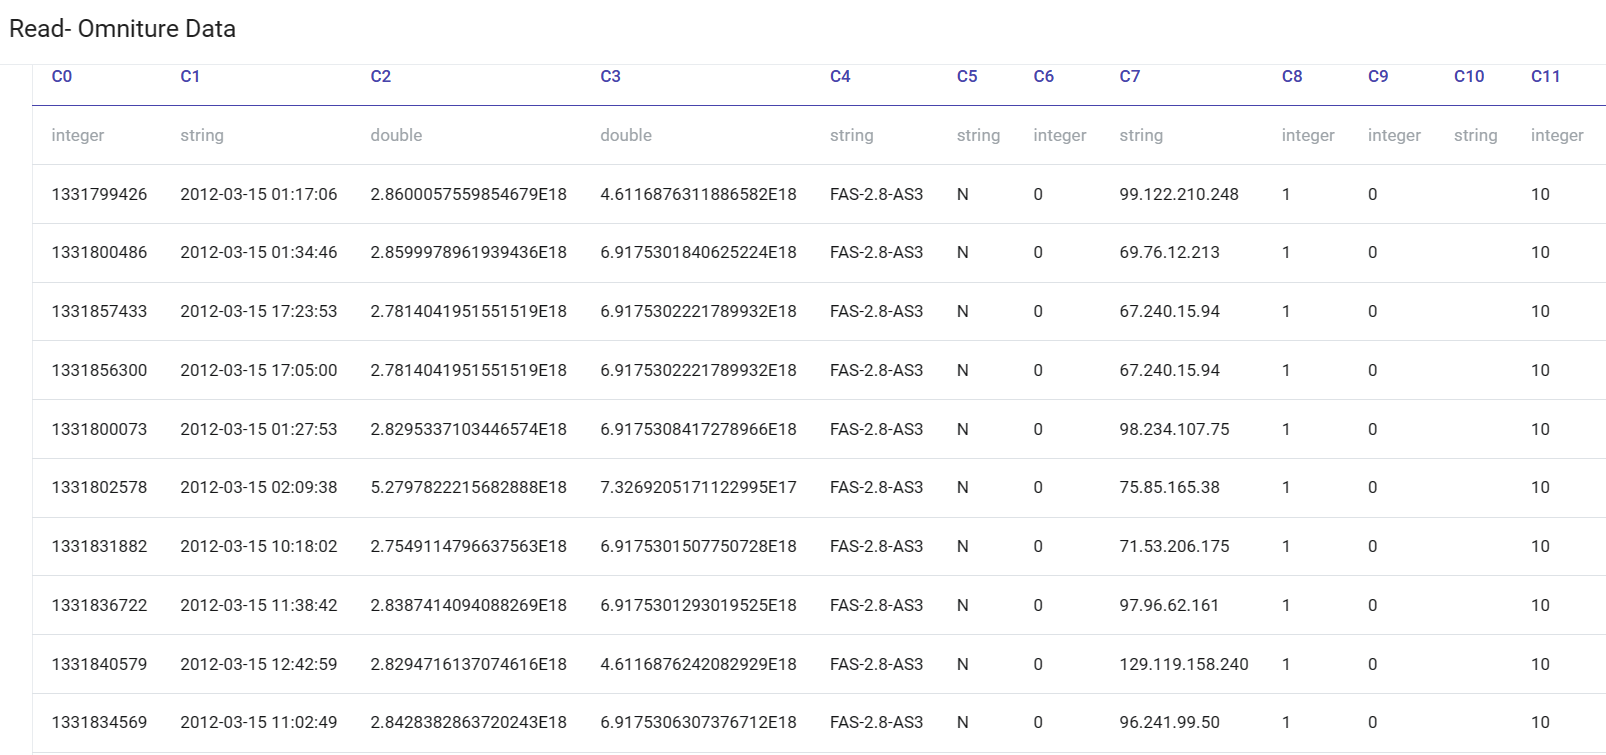 Read- Omniture Data
C0 C1 C2 C3 C4 C5 C6 C7 C8 C9 C10 C11
integer string double double string string integer string integer integer string integer
1331799426 2012-03-15 01:17:06 2.8600057559854679E18 4.6116876311886582E18 FAS-2.8-AS3 N 0 99.122.210.248 1 0 10
1331800486 2012-03-15 01:34:46 2.8599978961939436E18 6.9175301840625224E18 FAS-2.8-AS3 N 0 69.76.12.213 1 0 10
1331857433 2012-03-15 17:23:53 2.7814041951551519E18 6.9175302221789932E18 FAS-2.8-AS3 N 0 67.240.15.94 1 0 10
1331856300 2012-03-15 17:05:00 2.7814041951551519E18 6.9175302221789932E18 FAS-2.8-AS3 N 0 67.240.15.94 1 0 10
1331800073 2012-03-15 01:27:53 2.8295337103446574E18 6.9175308417278966E18 FAS-2.8-AS3 N 0 98.234.107.75 1 0 10
1331802578 2012-03-15 02:09:38 5.2797822215682888E18 7.3269205171122995E17 FAS-2.8-AS3 N 0 75.85.165.38 1 0 10
1331831882 2012-03-15 10:18:02 2.7549114796637563E18 6.9175301507750728E18 FAS-2.8-AS3 N 0 71.53.206.175 1 0 10
1331836722 2012-03-15 11:38:42 2.8387414094088269E18 6.9175301293019525E18 FAS-2.8-AS3 N 0 97.96.62.161 1 0 10
1331840579 2012-03-15 12:42:59 2.8294716137074616E18 4.6116876242082929E18 FAS-2.8-AS3 N 0 129.119.158.240 1 0 10
1331834569 2012-03-15 11:02:49 2.8428382863720243E18 6.9175306307376712E18 FAS-2.8-AS3 N 0 96.241.99.50 1 0 10